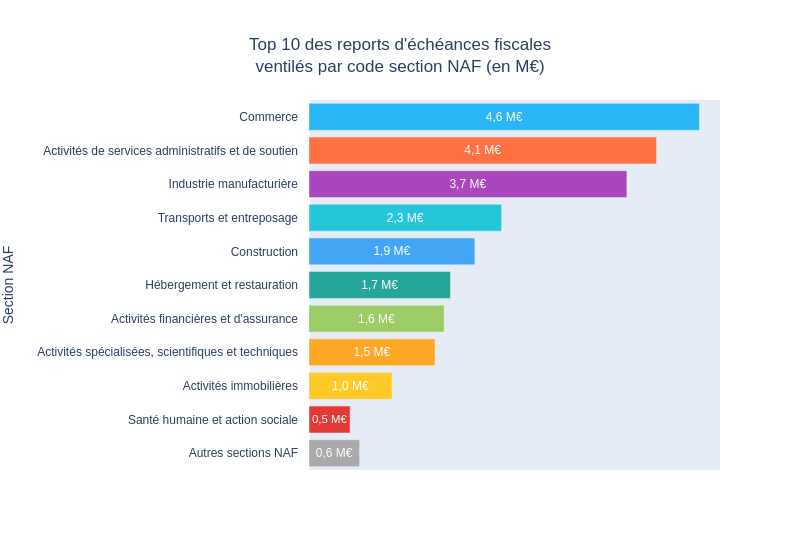 Top 10 des reports d'échéances fiscales
ventilés par code section NAF (en M€)
Section NAF
Commerce 4,6 M€
Activités de services administratifs et de soutien 4,1 M€
Industrie manufacturière 3,7 M€
Transports et entreposage 2,3 M€
Construction 1,9 M€
Hébergement et restauration 1,7 M€
Activités financières et d'assurance 1,6 M€
Activités spécialisées, scientifiques et techniques 1,5 M€
Activités immobilières 1,0 M€
Santé humaine et action sociale 0,5 M€
Autres sections NAF 0,6 M€